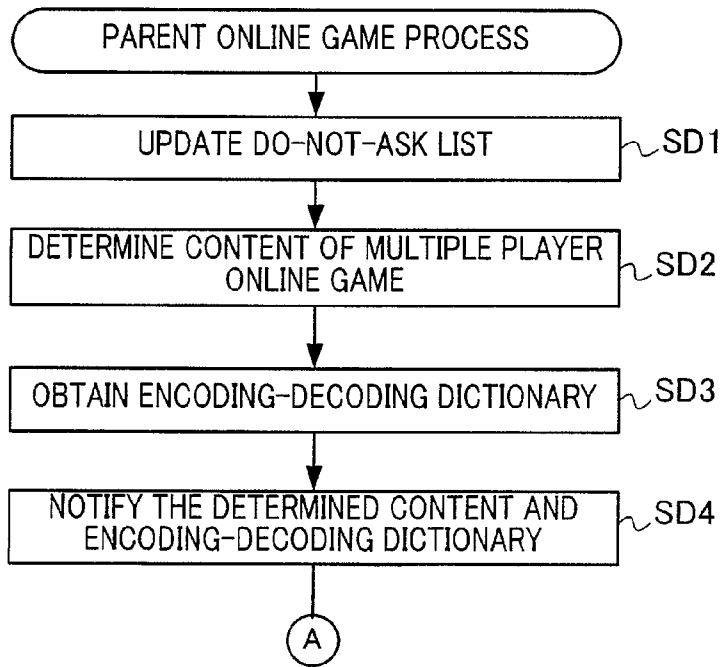 PARENT ONLINE GAME PROCESS
UPDATE DO-NOT-ASK LIST
SD1
DETERMINE CONTENT OF MULTIPLE PLAYER
ONLINE GAME
SD2
OBTAIN ENCODING-DECODING DICTIONARY
SD3
NOTIFY THE DETERMINED CONTENT AND
ENCODING-DECODING DICTIONARY
SD4
A